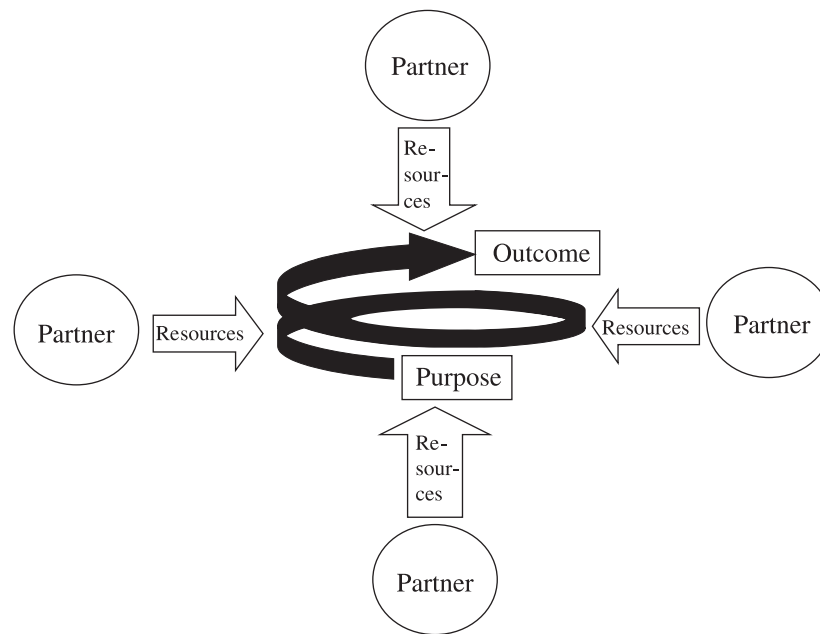 Partner
Re-
sour-
ces
Outcome
Partner
Resources
Resources
Partner
Purpose
Re-
sour-
ces
Partner